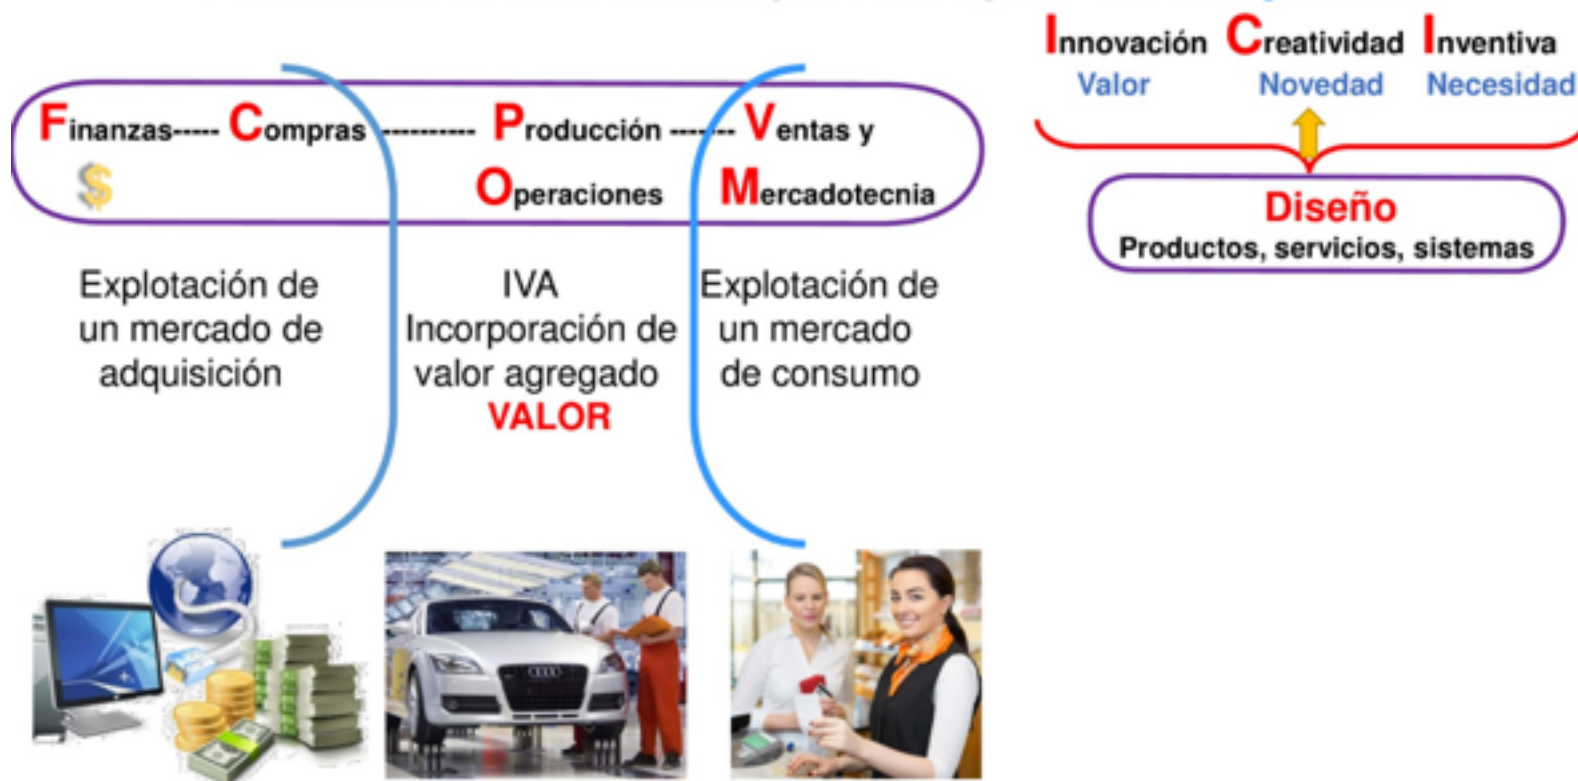 Innovación Creatividad Inventiva
Valor Novedad Necesidad
Finanzas----- Compras ---------- Producción ------- Ventas y
$ Operaciones Mercadotecnia
Diseño
Productos, servicios, sistemas
Explotación de
un mercado de
adquisición
IVA
Incorporación de
valor agregado
VALOR
Explotación de
un mercado
de consumo